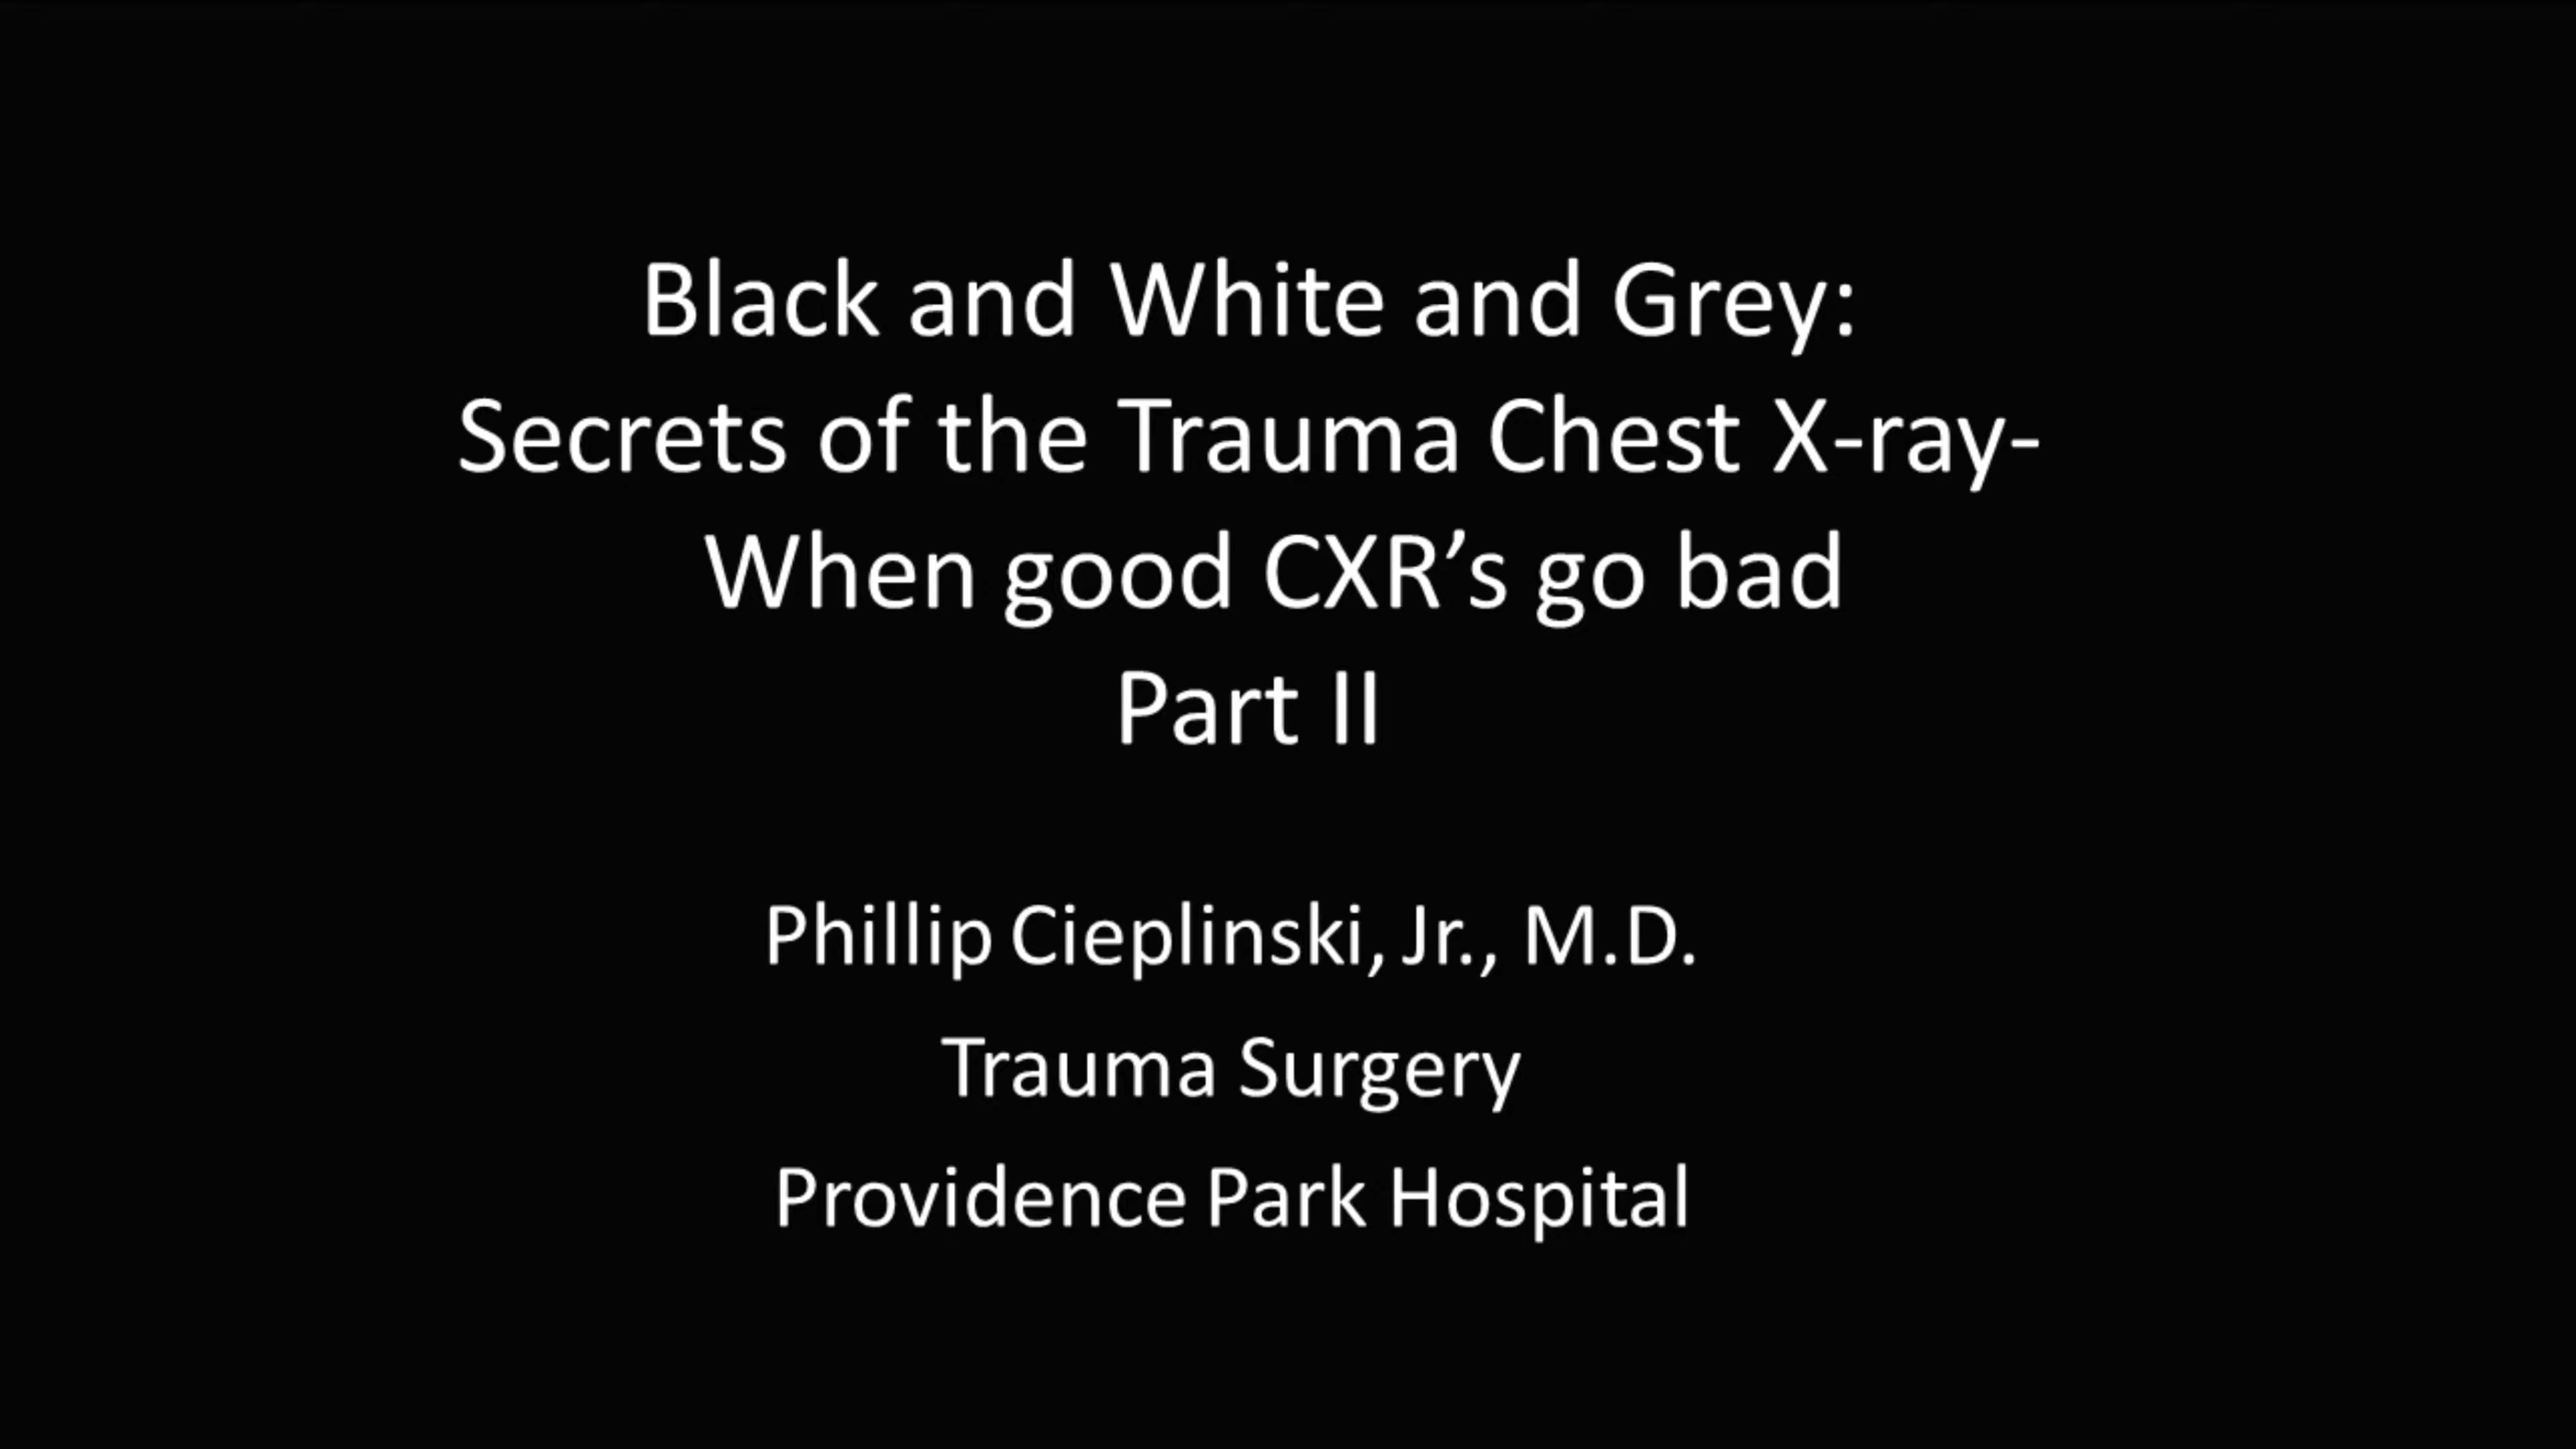 Black and White and Grey:
Secrets of the Trauma Chest X-ray-
When good CXR’s go bad
Part II
Phillip Cieplinski, Jr., M.D.
Trauma Surgery
Providence Park Hospital